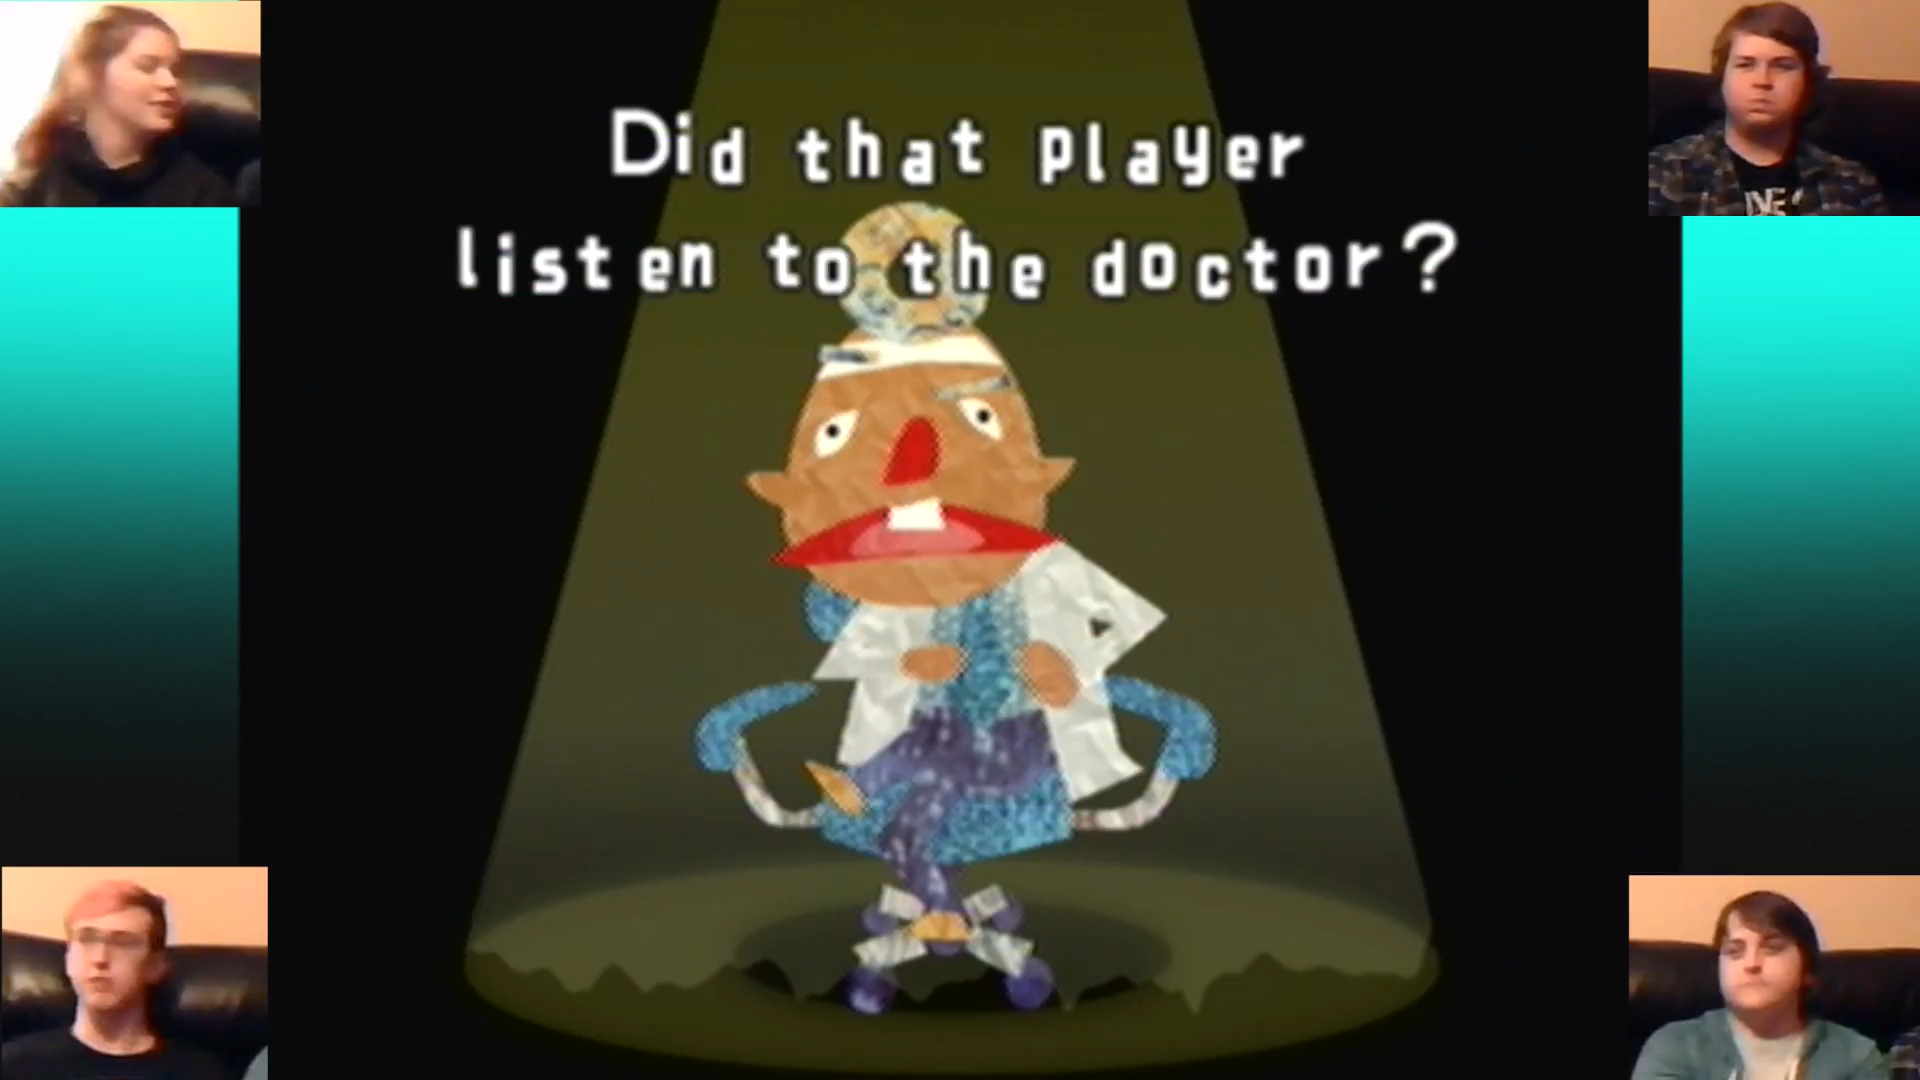 Did that player
listen to the doctor?